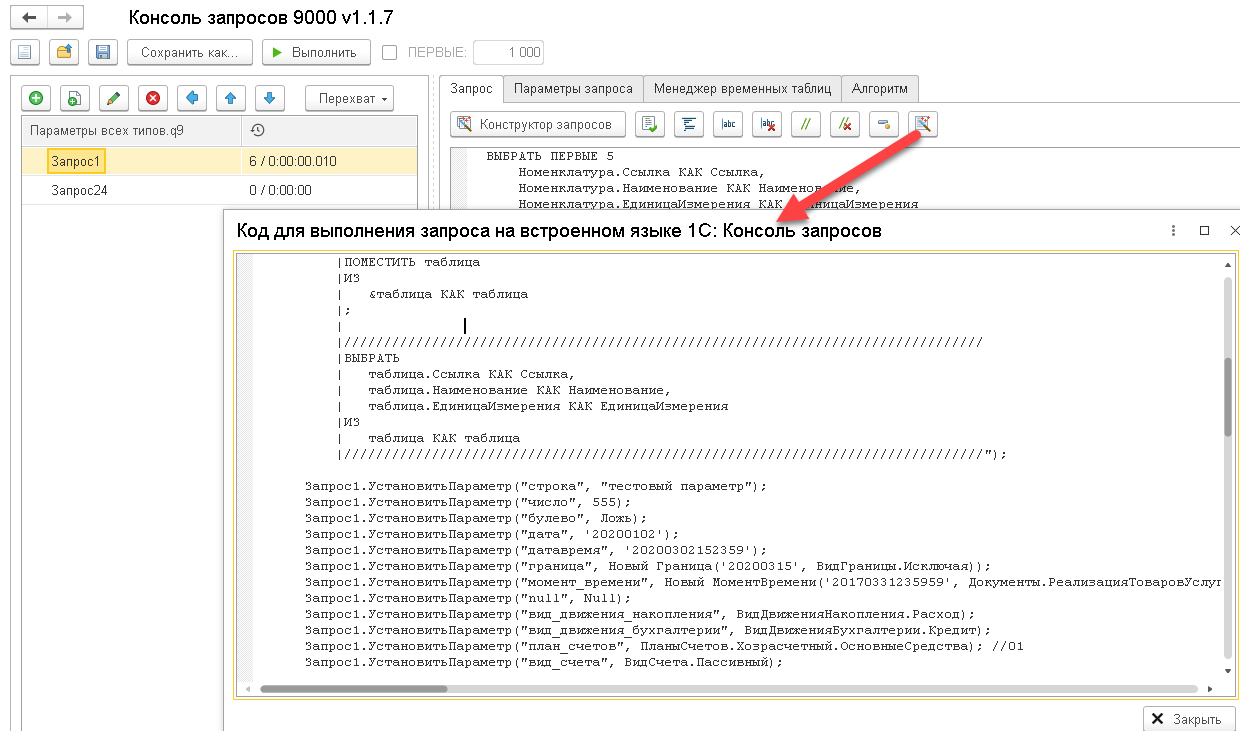 Консоль запросов 9000 v1.1.7
Сохранить как...
Выполнить
ПЕРВЫЕ:
1 000
Перехват
Параметры всех типов.q9
Запрос1
6 / 0:00:00.010
Запрос24
0 / 0:00:00
Запрос
Параметры запроса
Менеджер временных таблиц
Алгоритм
Конструктор запросов
|abc
abc
//
//
ВЫБРАТЬ ПЕРВЫЕ 5
Номенклатура.Ссылка КАК Ссылка,
Номенклатура.Наименование КАК Наименование,
Номенклатура.ЕдиницаИзмерения КАК ЕдиницаИзмерения
Код для выполнения запроса на встроенном языке 1С: Консоль запросов
|ПОМЕСТИТЬ таблица
|ИЗ
|   &таблица КАК таблица
|;
|
|////////////////////////////////////////////////////////////////////////////////
|ВЫБРАТЬ
|   таблица.Ссылка КАК Ссылка,
|   таблица.Наименование КАК Наименование,
|   таблица.ЕдиницаИзмерения КАК ЕдиницаИзмерения
|ИЗ
|   таблица КАК таблица
|////////////////////////////////////////////////////////////////////////////////");
Запрос1.УстановитьПараметр("строка", "тестовый параметр");
Запрос1.УстановитьПараметр("число", 555);
Запрос1.УстановитьПараметр("булево", Ложь);
Запрос1.УстановитьПараметр("дата", '20200102');
Запрос1.УстановитьПараметр("датавремя", '20200302152359');
Запрос1.УстановитьПараметр("граница", Новый Граница('20200315', ВидГраницы.Исключая));
Запрос1.УстановитьПараметр("момент_времени", Новый МоментВремени('20170331235959', Документы.РеализацияТоваровУслуг
Запрос1.УстановитьПараметр("null", Null);
Запрос1.УстановитьПараметр("вид_движения_накопления", ВидДвиженияНакопления.Расход);
Запрос1.УстановитьПараметр("вид_движения_бухгалтерии", ВидДвиженияБухгалтерии.Кредит);
Запрос1.УстановитьПараметр("план_счетов", ПланыСчетов.Хозрасчетный.ОсновныеСредства); //01
Запрос1.УстановитьПараметр("вид_счета", ВидСчета.Пассивный);
Закрыть